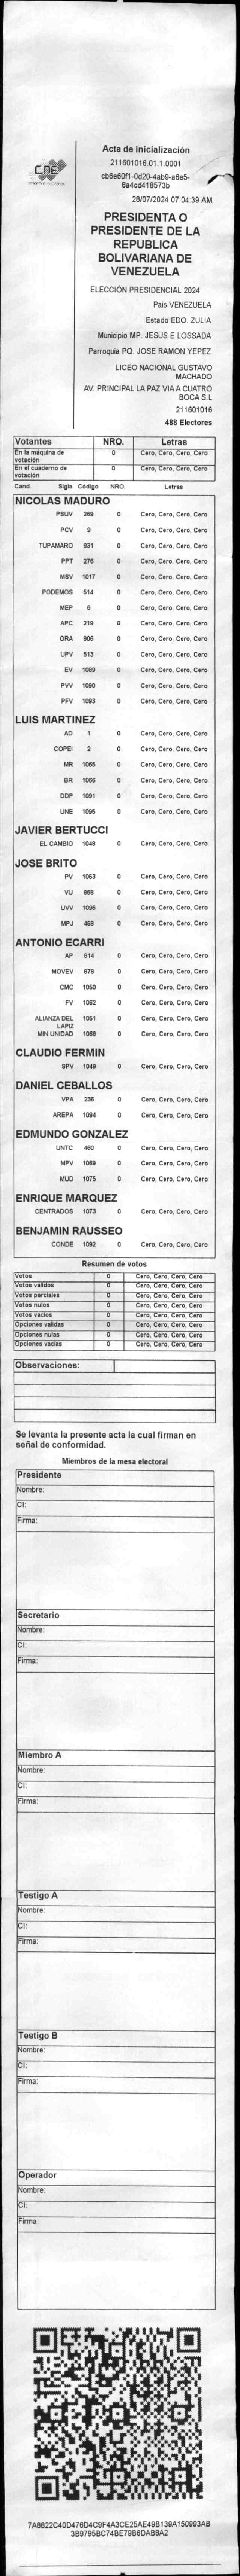 CNE
Acta de inicialización
211601016.01.1.0001
cb6e60f1-0d20-4ab9-a6e5-
8a4cd418573b
28/07/2024 07:04:39 AM
PRESIDENTA O
PRESIDENTE DE LA
REPUBLICA
BOLIVARIANA DE
VENEZUELA
ELECCIÓN PRESIDENCIAL 2024
País VENEZUELA
Estado EDO. ZULIA
Municipio MP. JESUS E LOSSADA
Parroquia PQ. JOSE RAMON YEPEZ
LICEO NACIONAL GUSTAVO
MACHADO
AV. PRINCIPAL LA PAZ VIA A CUATRO
BOCA S.L
211601016
488 Electores
Votantes NRO. Letras
En la máquina de votación 0 Cero, Cero, Cero, Cero
En el cuaderno de votación 0 Cero, Cero, Cero, Cero
Cand. Sigla Código NRO. Letras
NICOLAS MADURO
PSUV 269 0 Cero, Cero, Cero, Cero
PCV 9 0 Cero, Cero, Cero, Cero
TUPAMARO 931 0 Cero, Cero, Cero, Cero
PPT 276 0 Cero, Cero, Cero, Cero
MSV 1017 0 Cero, Cero, Cero, Cero
PODEMOS 514 0 Cero, Cero, Cero, Cero
MEP 6 0 Cero, Cero, Cero, Cero
APC 219 0 Cero, Cero, Cero, Cero
ORA 906 0 Cero, Cero, Cero, Cero
UPV 513 0 Cero, Cero, Cero, Cero
EV 1089 0 Cero, Cero, Cero, Cero
PVV 1090 0 Cero, Cero, Cero, Cero
PFV 1093 0 Cero, Cero, Cero, Cero
LUIS MARTINEZ
AD 1 0 Cero, Cero, Cero, Cero
COPEI 2 0 Cero, Cero, Cero, Cero
MR 1065 0 Cero, Cero, Cero, Cero
BR 1066 0 Cero, Cero, Cero, Cero
DDP 1091 0 Cero, Cero, Cero, Cero
UNE 1095 0 Cero, Cero, Cero, Cero
JAVIER BERTUCCI
EL CAMBIO 1048 0 Cero, Cero, Cero, Cero
JOSE BRITO
PV 1053 0 Cero, Cero, Cero, Cero
VU 868 0 Cero, Cero, Cero, Cero
UVV 1096 0 Cero, Cero, Cero, Cero
MPJ 458 0 Cero, Cero, Cero, Cero
ANTONIO ECARRI
AP 814 0 Cero, Cero, Cero, Cero
MOVEV 978 0 Cero, Cero, Cero, Cero
CMC 1050 0 Cero, Cero, Cero, Cero
FV 1052 0 Cero, Cero, Cero, Cero
ALIANZA DEL LAPIZ 1051 0 Cero, Cero, Cero, Cero
MIN UNIDAD 1068 0 Cero, Cero, Cero, Cero
CLAUDIO FERMIN
SPV 1049 0 Cero, Cero, Cero, Cero
DANIEL CEBALLOS
VPA 236 0 Cero, Cero, Cero, Cero
AREPA 1094 0 Cero, Cero, Cero, Cero
EDMUNDO GONZALEZ
UNTC 460 0 Cero, Cero, Cero, Cero
MPV 1069 0 Cero, Cero, Cero, Cero
MUD 1075 0 Cero, Cero, Cero, Cero
ENRIQUE MARQUEZ
CENTRADOS 1073 0 Cero, Cero, Cero, Cero
BENJAMIN RAUSSEO
CONDE 1092 0 Cero, Cero, Cero, Cero
Resumen de votos
Votos 0 Cero, Cero, Cero, Cero
Votos válidos 0 Cero, Cero, Cero, Cero
Votos parciales 0 Cero, Cero, Cero, Cero
Votos nulos 0 Cero, Cero, Cero, Cero
Votos vacíos 0 Cero, Cero, Cero, Cero
Opciones válidas 0 Cero, Cero, Cero, Cero
Opciones nulas 0 Cero, Cero, Cero, Cero
Opciones vacías 0 Cero, Cero, Cero, Cero
Observaciones:
Se levanta la presente acta la cual firman en
señal de conformidad.
Miembros de la mesa electoral
Presidente
Nombre:
CI:
Firma:
Secretario
Nombre:
CI:
Firma:
Miembro A
Nombre:
CI:
Firma:
Testigo A
Nombre:
CI:
Firma:
Testigo B
Nombre:
CI:
Firma:
Operador
Nombre:
CI:
Firma:
7A8822C40D476D4C9F4A3CE25AE49B139A150993AB
3B9795BC74BE79B6DAB8A2